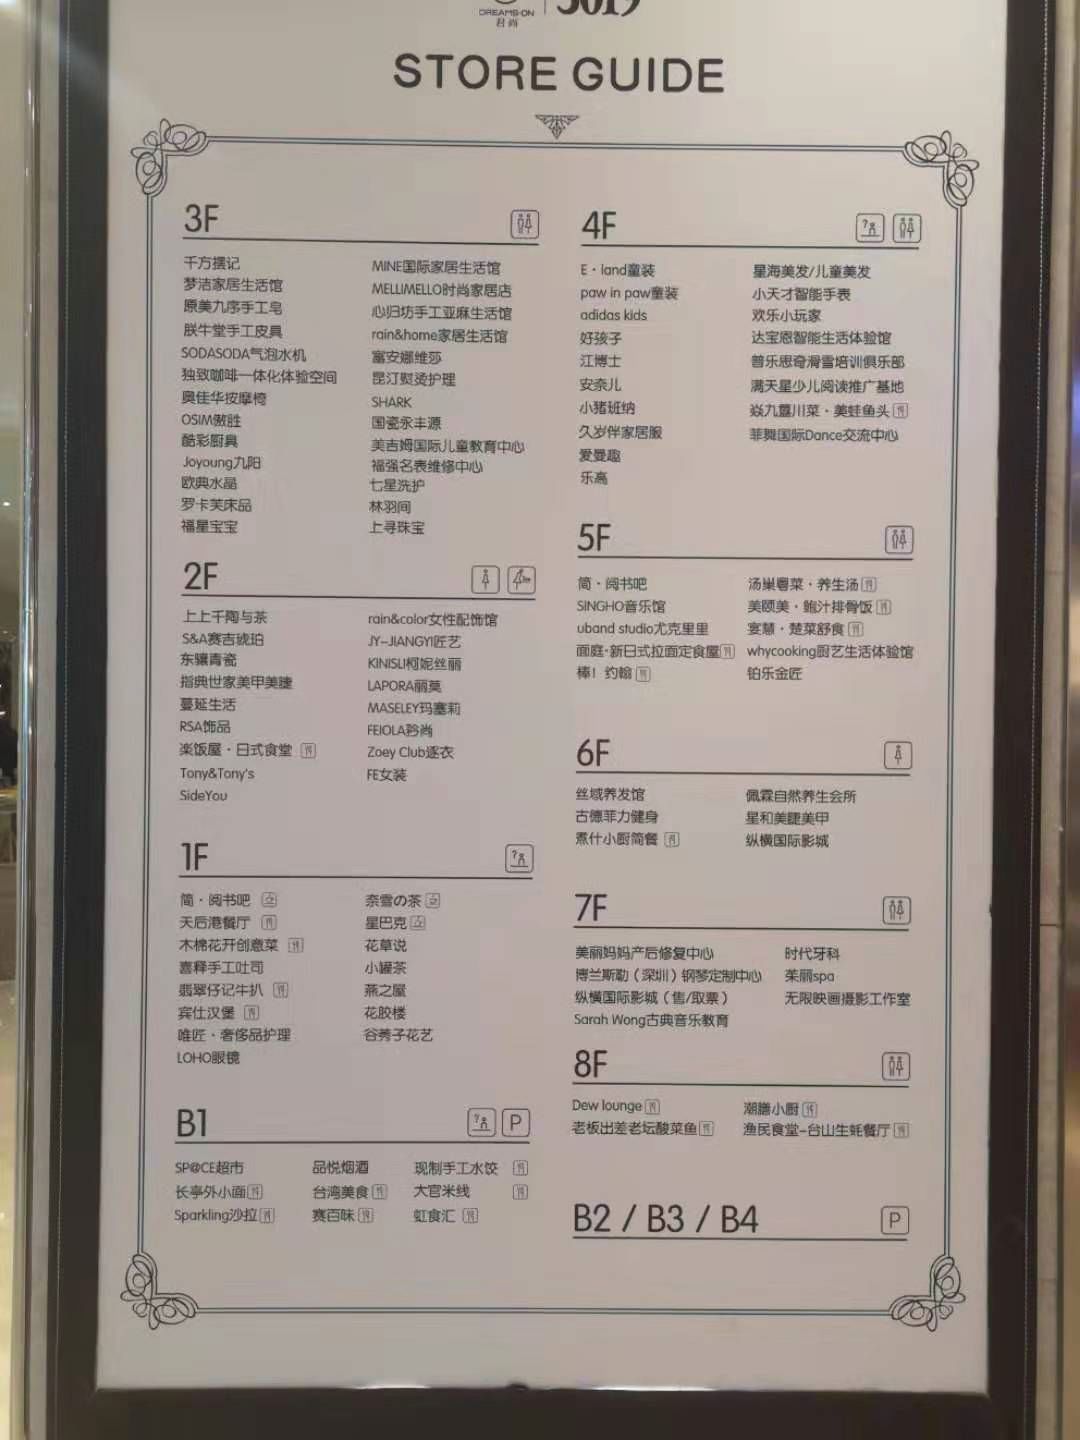 DREAMS·ON
君尚
3019
STORE GUIDE
3F
千方摆记
梦洁家居生活馆
原美九序手工皂
朕牛堂手工皮具
SODASODA气泡水机
独致咖啡一体化体验空间
奥佳华按摩椅
OSIM傲胜
酷彩厨具
Joyoung九阳
欧典水晶
罗卡芙床品
福星宝宝
MINE国际家居生活馆
MELLIMELLO时尚家居店
心归坊手工亚麻生活馆
rain&home家居生活馆
富安娜维莎
昆汀熨烫护理
SHARK
国瓷永丰源
美吉姆国际儿童教育中心
福强名表维修中心
七星洗护
林羽间
上寻珠宝
2F
上上千陶与茶
S&A赛吉琥珀
东骧青瓷
指典世家美甲美睫
蔓延生活
RSA饰品
楽饭屋·日式食堂
Tony&Tony's
SideYou
rain&color女性配饰馆
JY-JIANGYI匠艺
KINISLI柯妮丝丽
LAPORA丽莫
MASELEY玛塞莉
FEIOLA矜尚
Zoey Club逐衣
FE女装
1F
简·阅书吧
天后港餐厅
木棉花开创意菜
喜释手工吐司
翡翠仔记牛扒
宾仕汉堡
唯匠·奢侈品护理
LOHO眼镜
奈雪の茶
星巴克
花草说
小罐茶
燕之屋
花胶楼
谷秀子花艺
B1
P
SP@CE超市
长亭外小面
Sparkling沙拉
品悦烟酒
台湾美食
赛百味
现制手工水饺
大官米线
虹食汇
4F
E·land童装
paw in paw童装
adidas kids
好孩子
江博士
安奈儿
小猪班纳
久岁伴家居服
爱曼趣
乐高
星海美发/儿童美发
小天才智能手表
欢乐小玩家
达宝恩智能生活体验馆
普乐思奇滑雪培训俱乐部
满天星少儿阅读推广基地
焱九龘川菜·美蛙鱼头
菲舞国际Dance交流中心
5F
简·阅书吧
SINGHO音乐馆
uband studio尤克里里
面庭·新日式拉面定食屋
棒！约翰
汤巢粤菜·养生汤
美颐美·鲍汁排骨饭
宴慧·楚菜舒食
whycooking厨艺生活体验馆
铂乐金匠
6F
丝域养发馆
古德菲力健身
煮什小厨简餐
佩霖自然养生会所
星和美睫美甲
纵横国际影城
7F
美丽妈妈产后修复中心
博兰斯勒（深圳）钢琴定制中心
纵横国际影城（售/取票）
Sarah Wong古典音乐教育
时代牙科
茱丽spa
无限映画摄影工作室
8F
Dew lounge
老板出差老坛酸菜鱼
潮膳小厨
渔民食堂-台山生蚝餐厅
B2 / B3 / B4
P